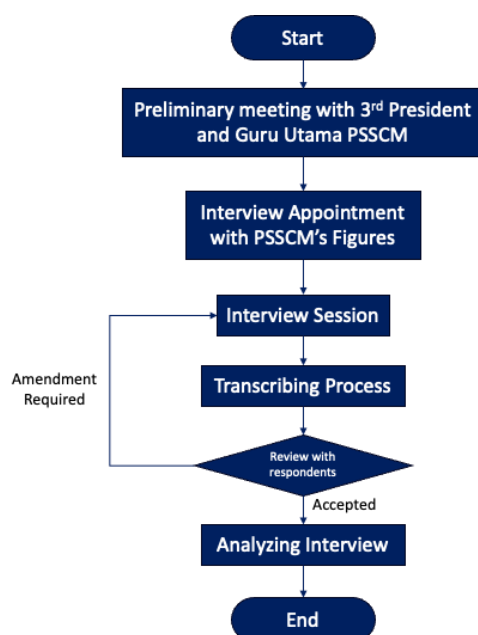 Start
Preliminary meeting with 3rd President
and Guru Utama PSSCM
Interview Appointment
with PSSCM's Figures
Interview Session
Transcribing Process
Amendment
Required
Review with
respondents
Accepted
Analyzing Interview
End